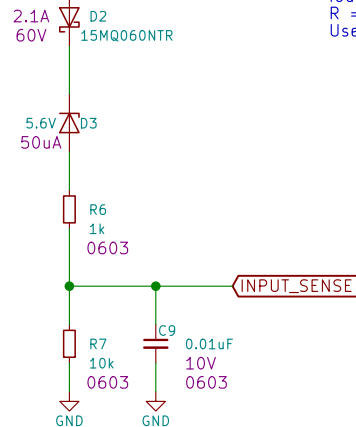 2.1A D2
60V 15MQ060NTR
R =
Use
5.6V D3
50uA
R6
1k
0603
INPUT_SENSE
R7
10k
0603
C9
0.01uF
10V
0603
GND
GND